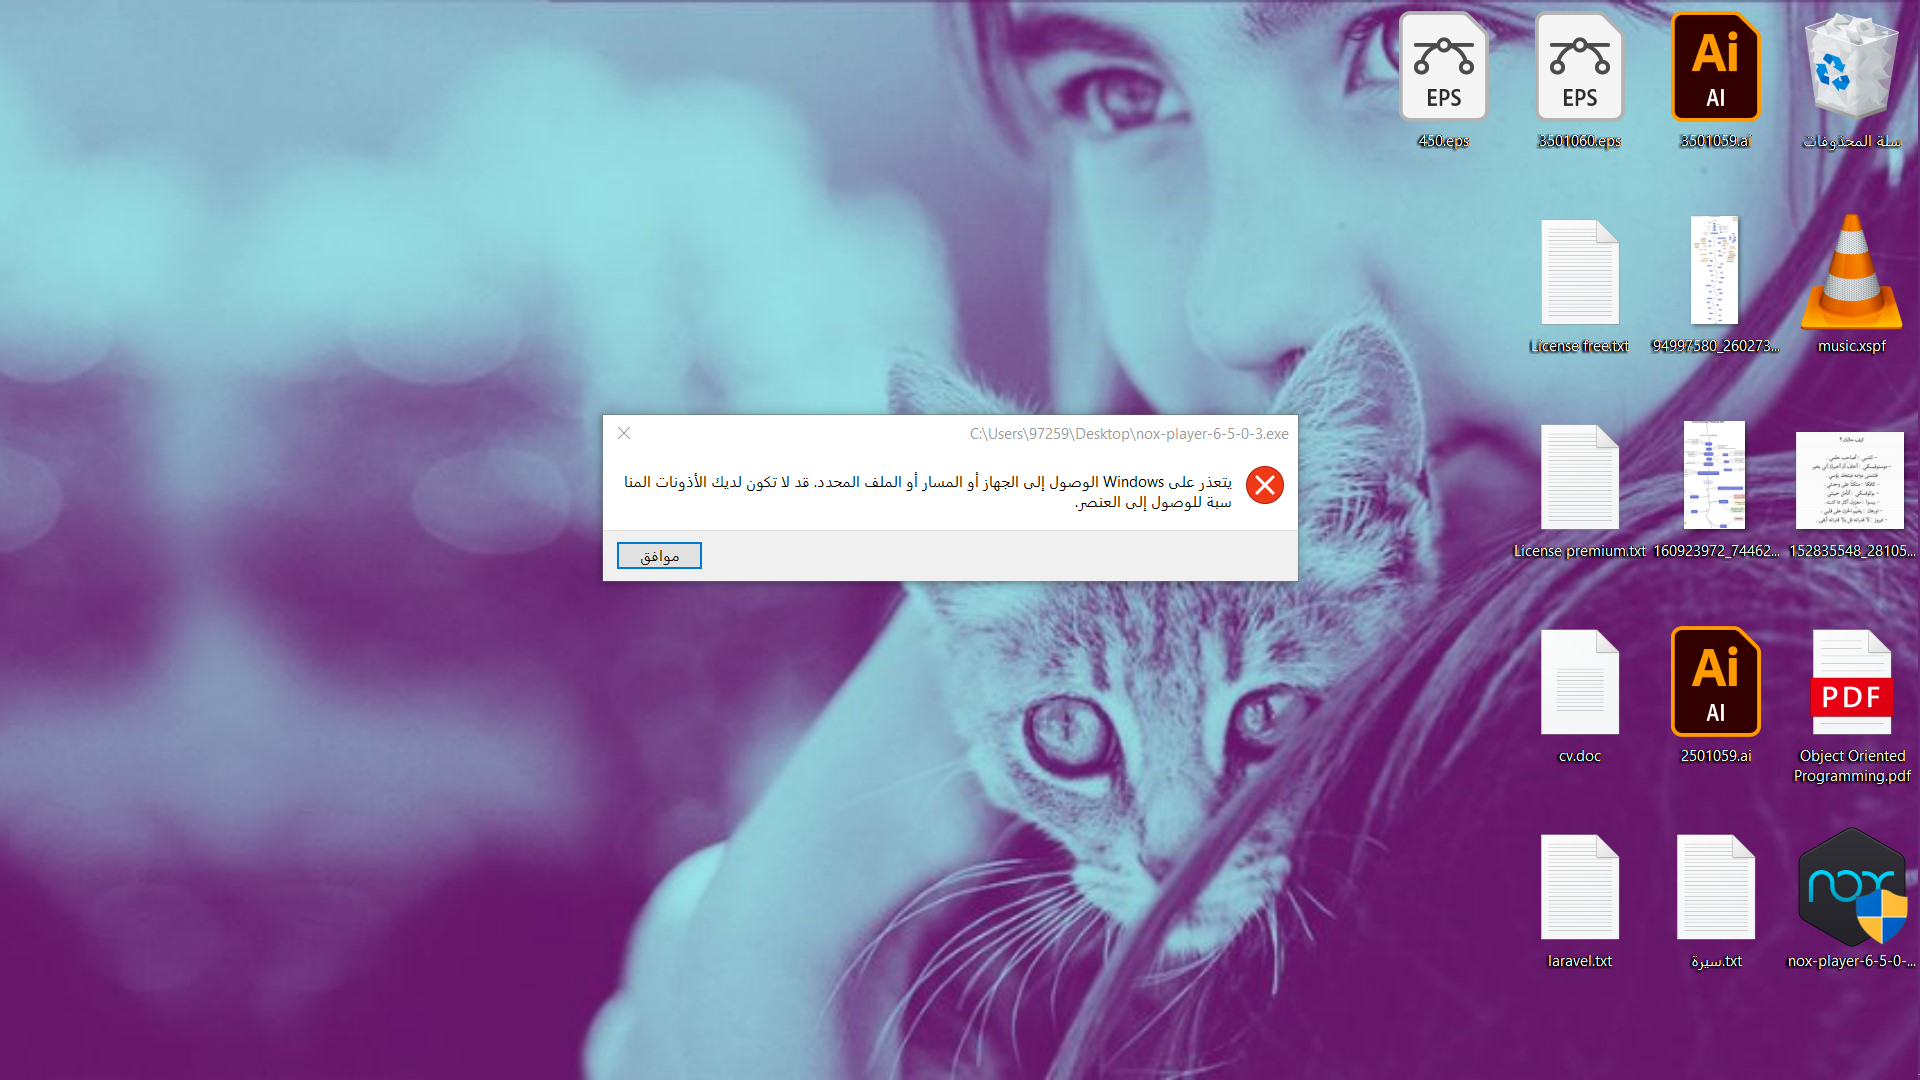 C:\Users\97259\Desktop\nox-player-6-5-0-3.exe
يتعذر على Windows الوصول إلى الجهاز أو المسار أو الملف المحدد. قد لا تكون لديك الأذونات المنا
سبة للوصول إلى العنصر.
موافق
سلة المحذوفات
Ai
AI
3501059.ai
EPS
3501060.eps
EPS
450.eps
music.xspf
94997580_260273...
License free.txt
كيف حالك ؟
152835548_28105...
160923972_74462...
License premium.txt
PDF
Object Oriented
Programming.pdf
Ai
AI
2501059.ai
cv.doc
nox
nox-player-6-5-0-...
سيرة.txt
laravel.txt